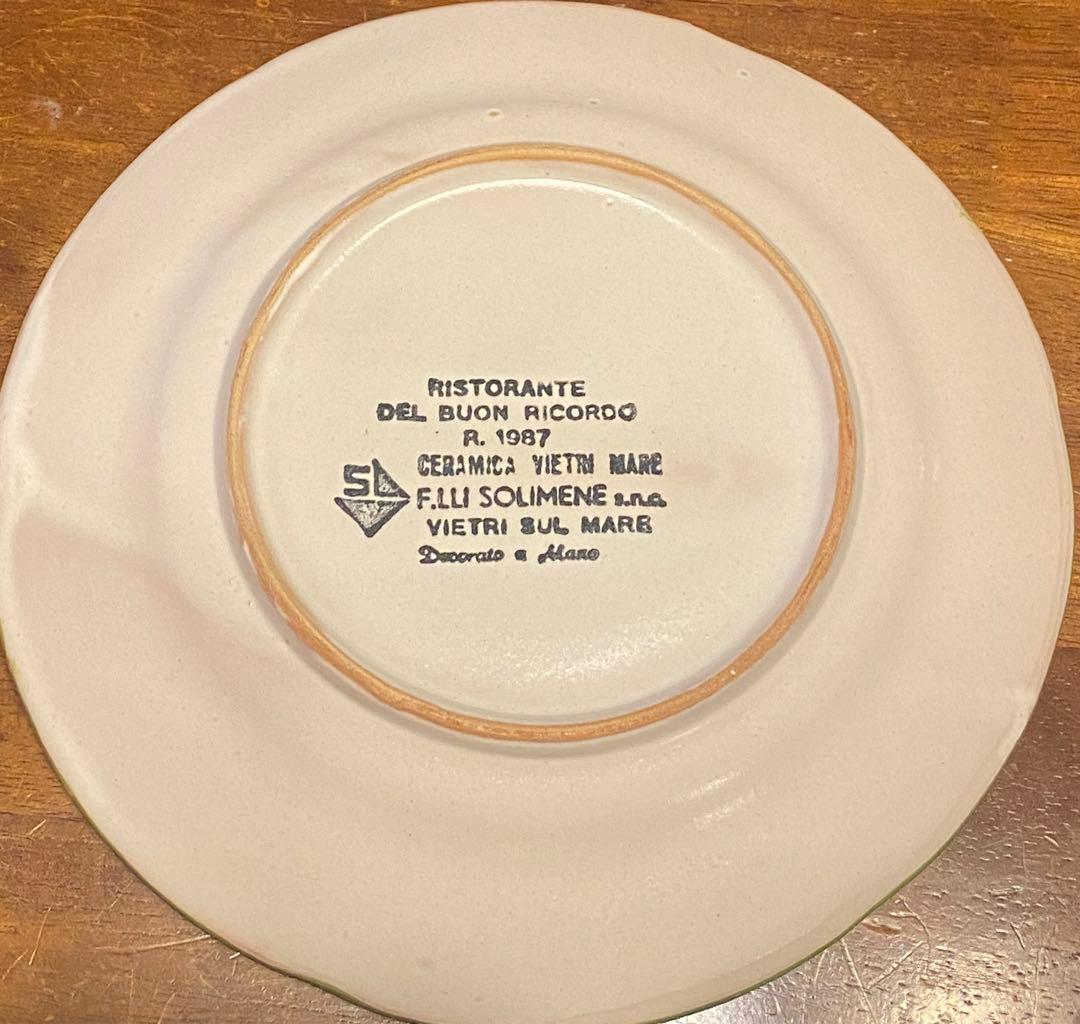 RISTORANTE
DEL BUON RICORDO
R. 1987
CERAMICA VIETRI MARE
SL F.LLI SOLIMENE s.n.c.
VIETRI SUL MARE
Decorato a Mano